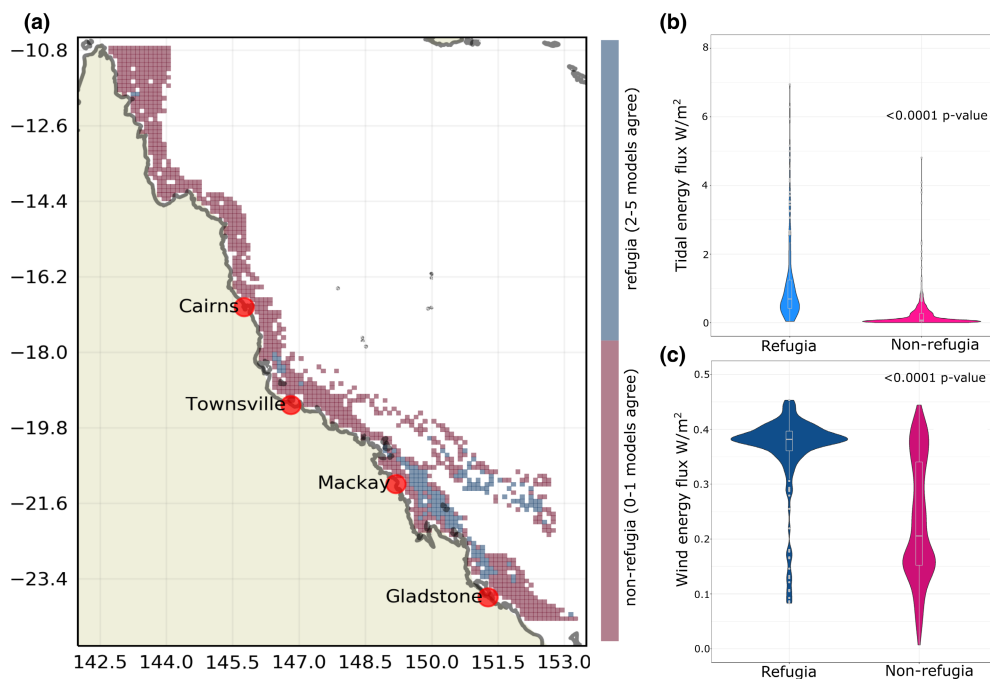 (a)
−10.8
−12.6
−14.4
−16.2
−18.0
−19.8
−21.6
−23.4
142.5 144.0 145.5 147.0 148.5 150.0 151.5 153.0
Cairns
Townsville
Mackay
Gladstone
refugia (2-5 models agree)
non-refugia (0-1 models agree)
(b)
Tidal energy flux W/m²
8
6
4
2
0
<0.0001 p-value
Refugia Non-refugia
(c)
Wind energy flux W/m²
0.5
0.4
0.3
0.2
0.1
0.0
<0.0001 p-value
Refugia Non-refugia